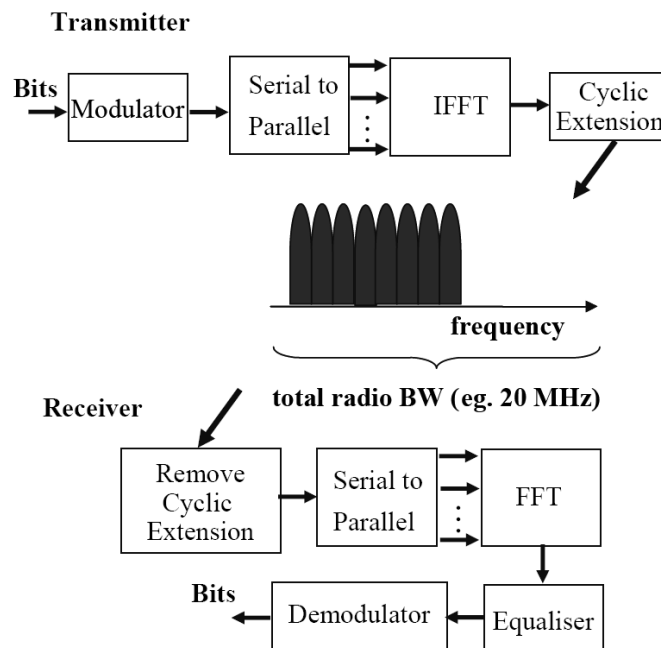 Transmitter
Bits
Modulator
Serial to
Parallel
IFFT
Cyclic
Extension
frequency
total radio BW (eg. 20 MHz)
Receiver
Remove
Cyclic
Extension
Serial to
Parallel
FFT
Bits
Demodulator
Equaliser